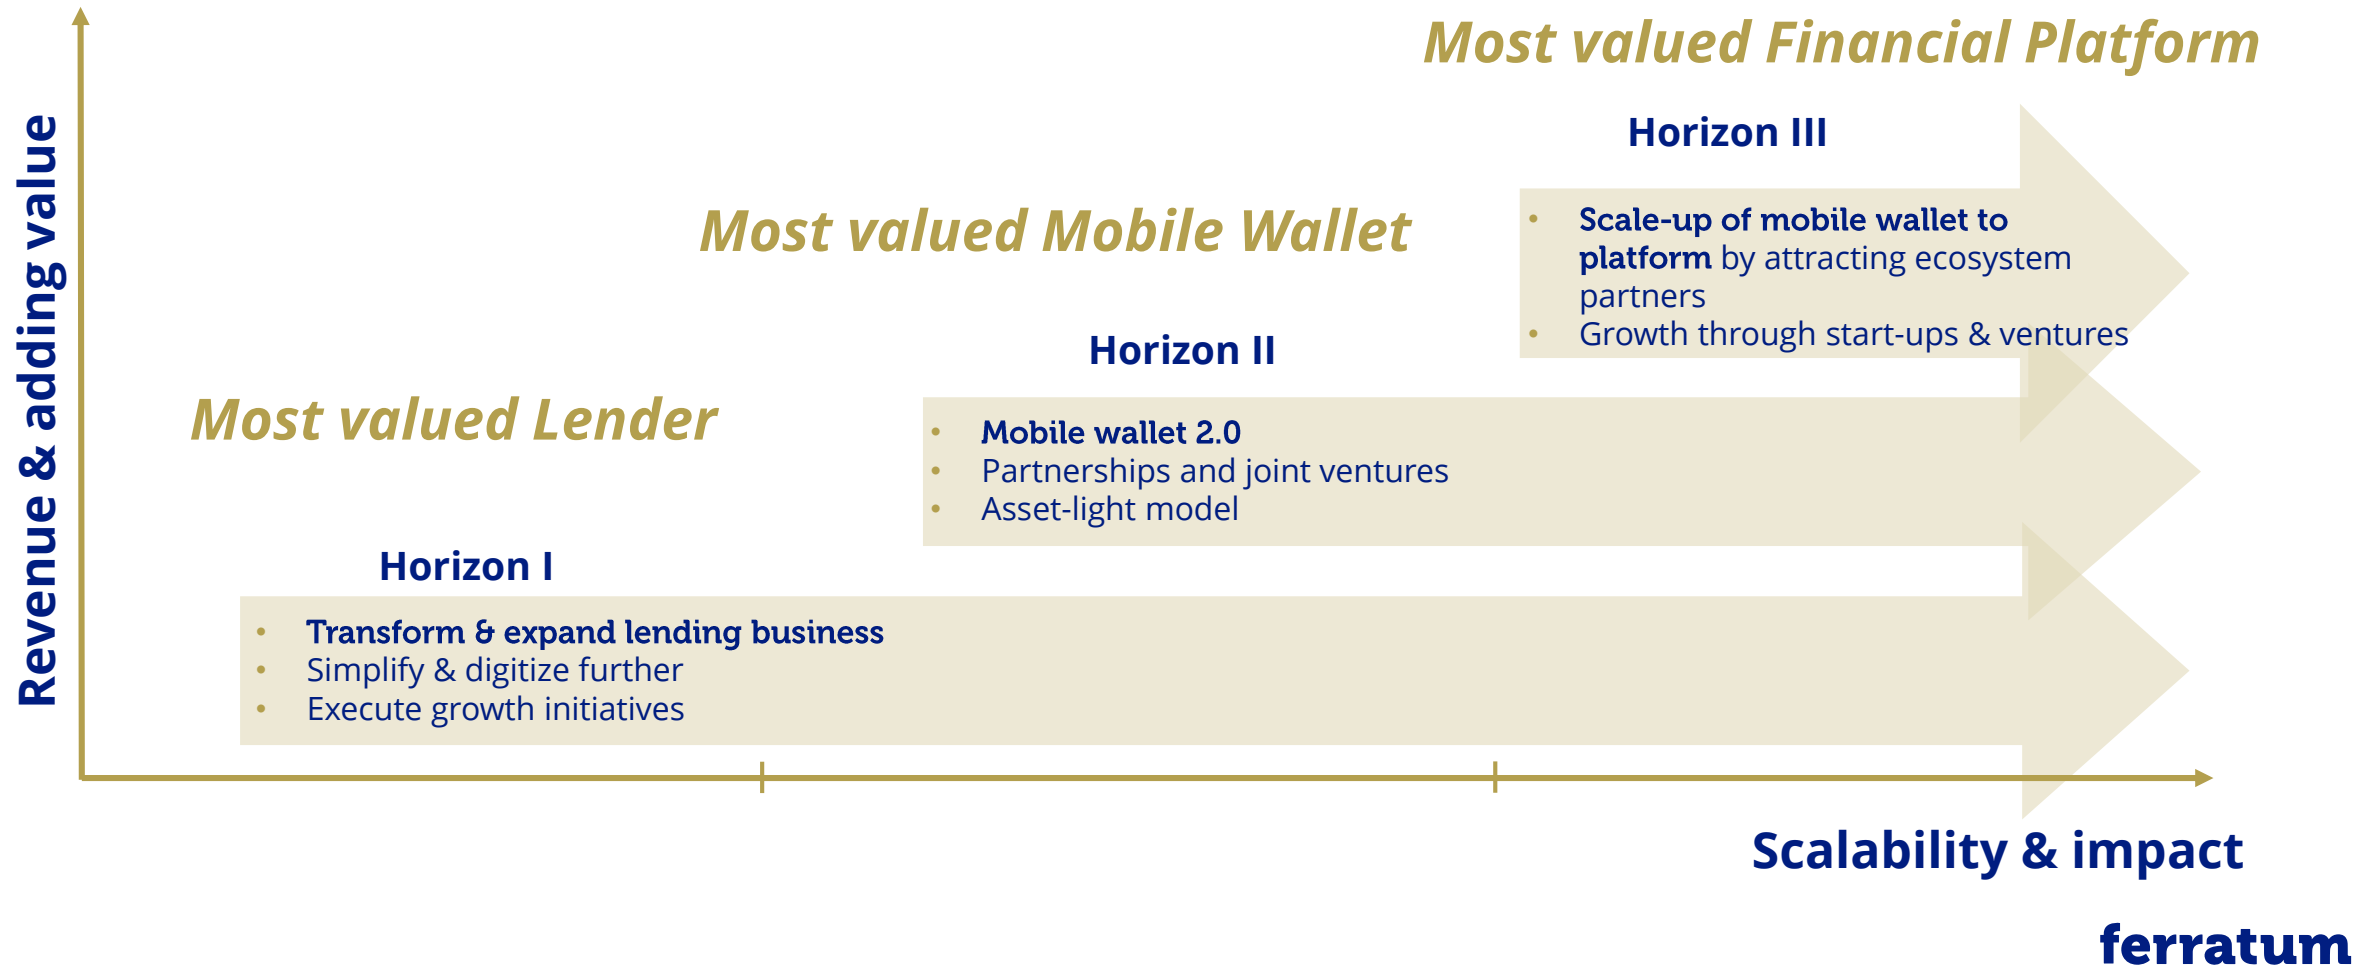 Most valued Financial Platform
Horizon III
• Scale-up of mobile wallet to
platform by attracting ecosystem
partners
• Growth through start-ups & ventures
Most valued Mobile Wallet
Horizon II
• Mobile wallet 2.0
• Partnerships and joint ventures
• Asset-light model
Most valued Lender
Horizon I
• Transform & expand lending business
• Simplify & digitize further
• Execute growth initiatives
Revenue & adding value
Scalability & impact
ferratum